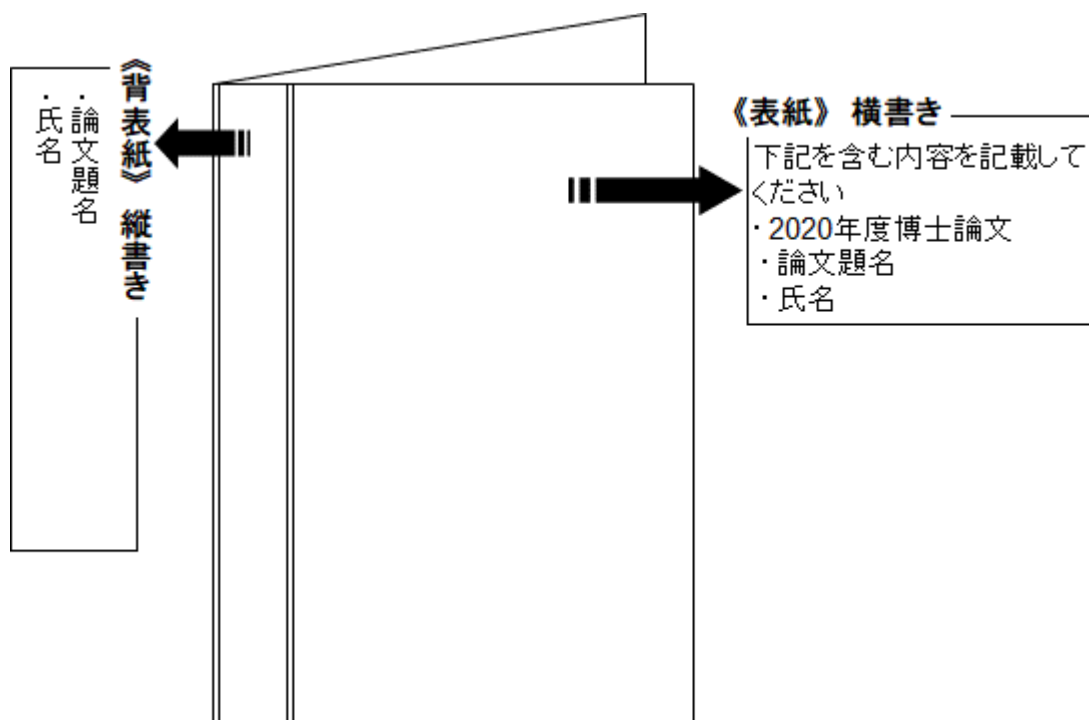 《背表紙》 縦書き
・論文題名
・氏名
《表紙》 横書き
下記を含む内容を記載して
ください
・2020年度博士論文
・論文題名
・氏名